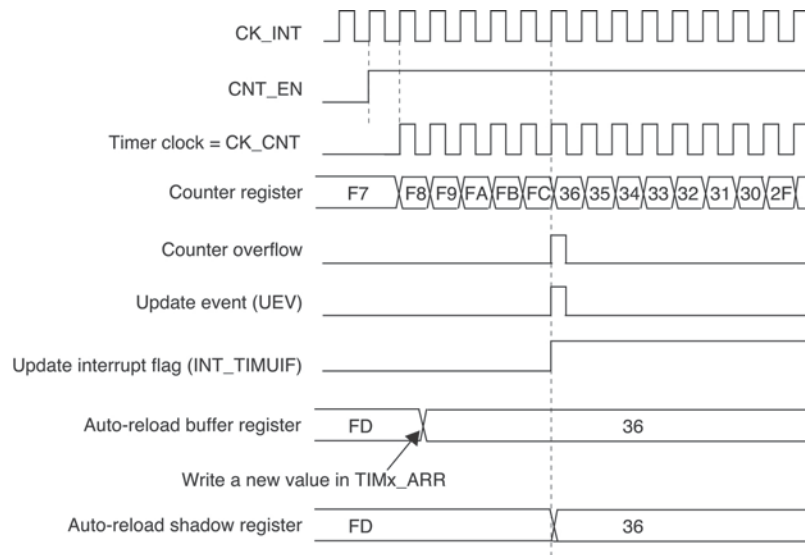 CK_INT
CNT_EN
Timer clock = CK_CNT
Counter register F7 F8 F9 FA FB FC 36 35 34 33 32 31 30 2F
Counter overflow
Update event (UEV)
Update interrupt flag (INT_TIMUIF)
Auto-reload buffer register FD 36
Write a new value in TIMx_ARR
Auto-reload shadow register FD 36